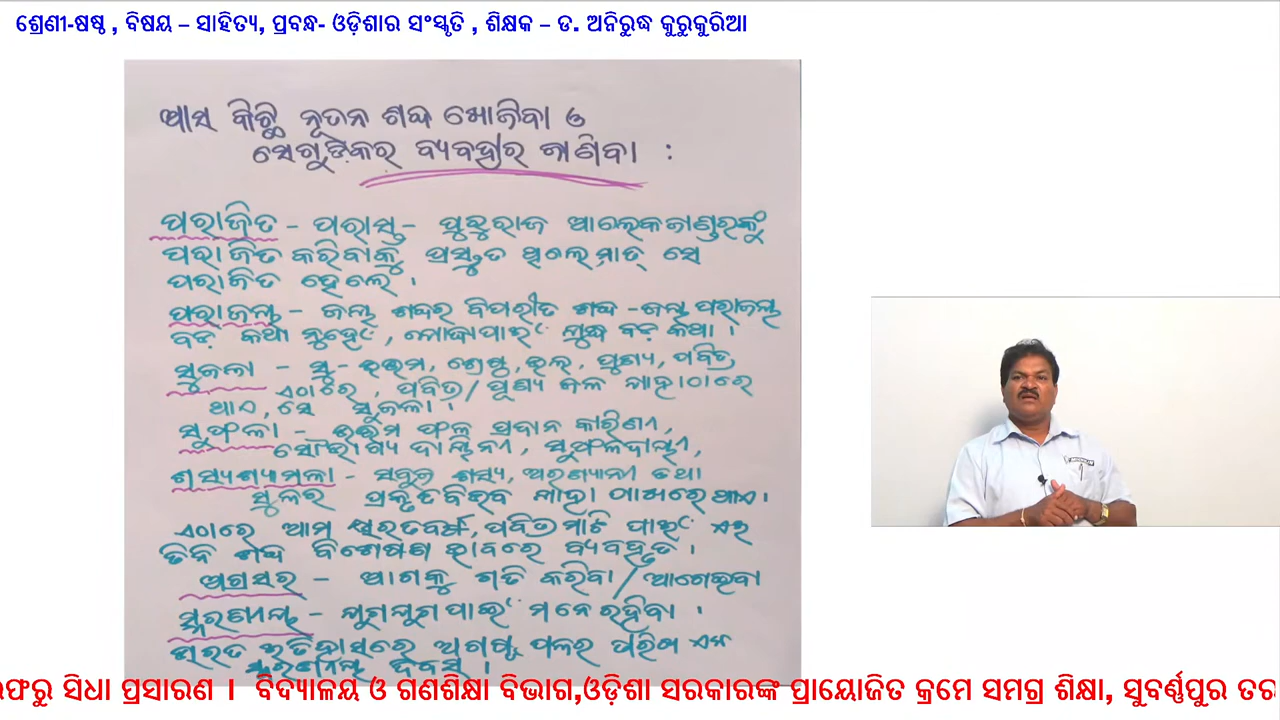 ଶ୍ରେଣୀ-ଷଷ୍ଠ , ବିଷୟ – ସାହିତ୍ୟ, ପ୍ରବନ୍ଧ- ଓଡ଼ିଶାର ସଂସ୍କୃତି , ଶିକ୍ଷକ – ଡ. ଅନିରୁଦ୍ଧ କୁରୁକୁରିଆ
ଆସ କିଛି ନୂତନ ଶବ୍ଦ ଖୋଜିବା ଓ
ସେଗୁଡ଼ିକର ବ୍ୟବହାର ଜାଣିବା :
ପରାଜିତ – ପରାସ୍ତ – ପୁରୁରାଜ ଆଲେକଜାଣ୍ଡରଙ୍କୁ
ପରାଜିତ କରିବାକୁ ପ୍ରସ୍ତୁତ ଥିଲେ, ମାତ୍ର ସେ
ପରାଜିତ ହେଲେ ।
ପରାଜୟ – ଜୟ ଶବ୍ଦର ବିପରୀତ ଶବ୍ଦ – ଜୟ ପରାଜୟ
ବଡ଼ କଥା ନୁହେଁ, ଯୋଦ୍ଧାପାଇଁ ଯୁଦ୍ଧ ବଡ଼ କଥା ।
ସୁଜଳା – ସୁ - ଉତ୍ତମ, ଶ୍ରେଷ୍ଠ, ଭଲ, ପୁଣ୍ୟ, ପବିତ୍ର
ଏଠାରେ, ପବିତ୍ର/ପୂଣ୍ୟ ଜଳ ଯାହାଠାରେ
ଥାଏ, ସେ ସୁଜଳା ।
ସୁଫଳା – ଉତ୍ତମ ଫଳ ପ୍ରଦାନ କାରିଣୀ,
ସୌଭାଗ୍ୟ ଦାୟିନୀ, ସୁଫଳଦାୟୀ,
ଶସ୍ୟଶ୍ୟାମଳା – ସବୁଜ ଶସ୍ୟ, ଅରଣ୍ୟାନୀ ତଥା
ସୁନ୍ଦର ପ୍ରକୃତବିଭବ ଯାହା ପାଖରେ ଥାଏ ।
ଏଠାରେ ଆମ ଭାରତବର୍ଷ, ପବିତ୍ର ମାଟି ପାଇଁ ଏହି
ତିନି ଶବ୍ଦ ବିଶେଷଣ ଭାବରେ ବ୍ୟବହୃତ ।
ଅଗ୍ରସର – ଆଗକୁ ଗତି କରିବା / ଆଗେଇବା
ସ୍ମରଣୀୟ – ଯୁଗଯୁଗ ପାଇଁ ମନେ ରହିବା ।
ଭାରତ ଇତିହାସରେ ଅଗଷ୍ଟ ପନ୍ଦର ତାରିଖ ଏକ
ସ୍ମରଣୀୟ ଦିବସ ।
ସିଧା ପ୍ରସାରଣ । ବିଦ୍ୟାଳୟ ଓ ଗଣଶିକ୍ଷା ବିଭାଗ,ଓଡ଼ିଶା ସରକାରଙ୍କ ପ୍ରାୟୋଜିତ କ୍ରମେ ସମଗ୍ର ଶିକ୍ଷା, ସୁବର୍ଣ୍ଣପୁର